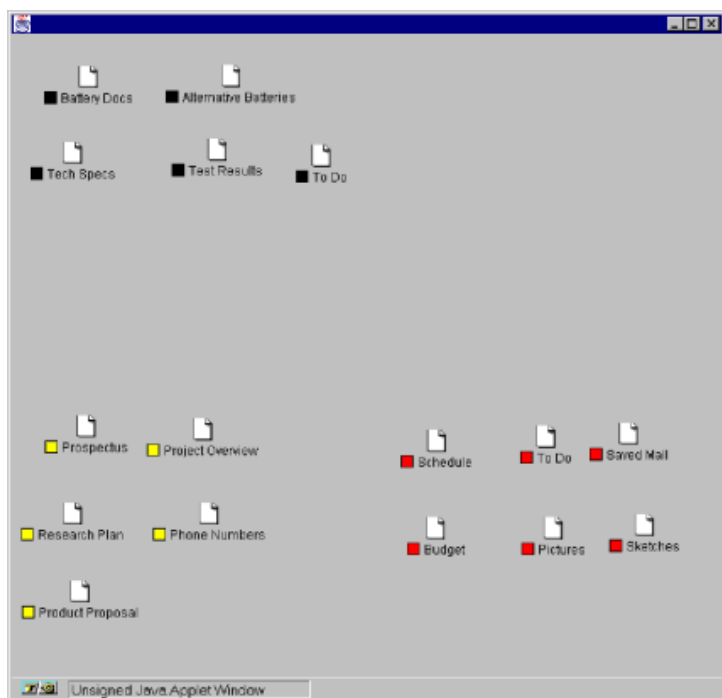 Battery Docs
Alternative Batteries
Tech Specs
Test Results
To Do
Prospectus
Project Overview
Schedule
To Do
Saved Mail
Research Plan
Phone Numbers
Budget
Pictures
Sketches
Product Proposal
Unsigned Java Applet Window